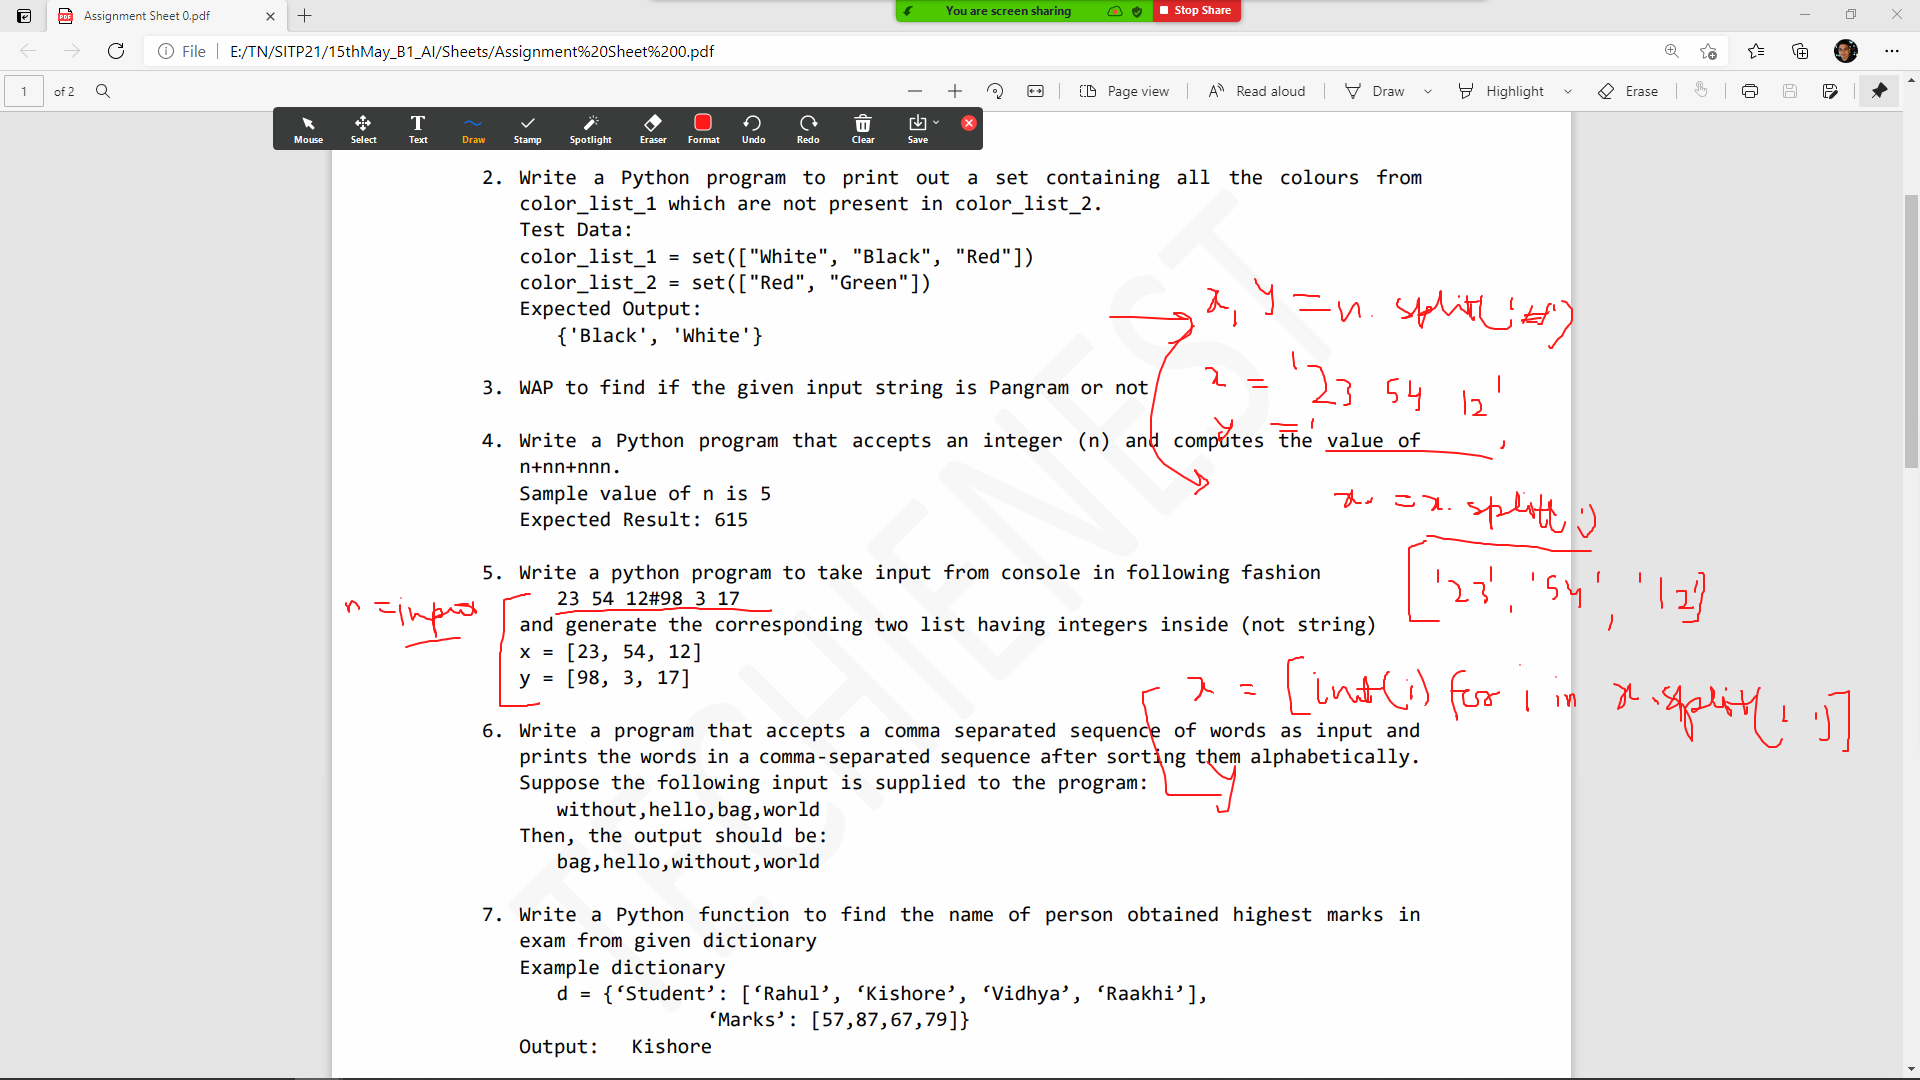 Assignment Sheet 0.pdf
You are screen sharing
Stop Share
File
E:/TN/SITP21/15thMay_B1_AI/Sheets/Assignment%20Sheet%200.pdf
1 of 2
Page view
Read aloud
Draw
Highlight
Erase
Mouse
Select
Text
Draw
Stamp
Spotlight
Eraser
Format
Undo
Redo
Clear
Save
2. Write a Python program to print out a set containing all the colours from
color_list_1 which are not present in color_list_2.
Test Data:
color_list_1 = set(["White", "Black", "Red"])
color_list_2 = set(["Red", "Green"])
Expected Output:
{'Black', 'White'}
x, y = n. split('#')
3. WAP to find if the given input string is Pangram or not
x = '23 54 12'
y = ' '
4. Write a Python program that accepts an integer (n) and computes the value of
n+nn+nnn.
Sample value of n is 5
Expected Result: 615
x = x. split( )
['23', '54', '12']
5. Write a python program to take input from console in following fashion
23 54 12#98 3 17
n = input
and generate the corresponding two list having integers inside (not string)
x = [23, 54, 12]
y = [98, 3, 17]
x = [int(i) for i in x.split(' ')]
y
6. Write a program that accepts a comma separated sequence of words as input and
prints the words in a comma-separated sequence after sorting them alphabetically.
Suppose the following input is supplied to the program:
without,hello,bag,world
Then, the output should be:
bag,hello,without,world
7. Write a Python function to find the name of person obtained highest marks in
exam from given dictionary
Example dictionary
d = {‘Student’: [‘Rahul’, ‘Kishore’, ‘Vidhya’, ‘Raakhi’],
‘Marks’: [57,87,67,79]}
Output: Kishore
TECHIENEST